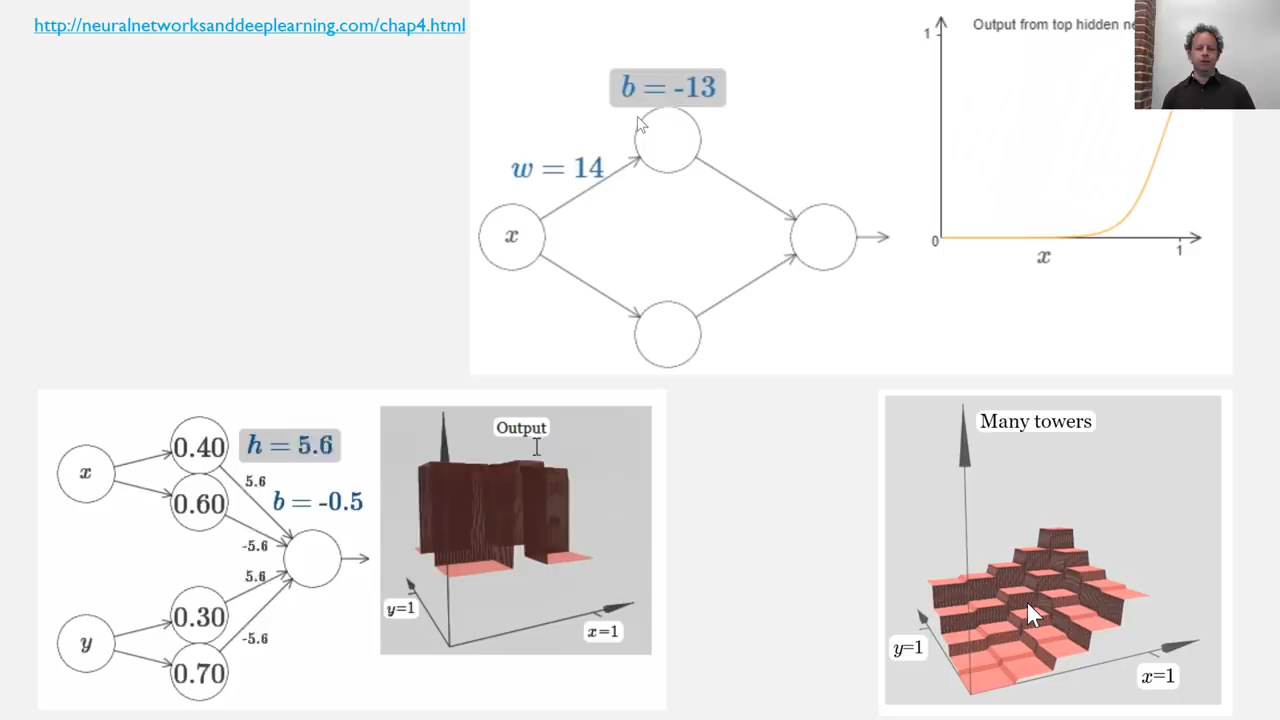 http://neuralnetworksanddeeplearning.com/chap4.html
b = -13
w = 14
x
Output from top hidden
1
0
x
1
x
y
0.40
0.60
0.30
0.70
h = 5.6
5.6
b = -0.5
-5.6
5.6
-5.6
Output
y=1
x=1
Many towers
y=1
x=1